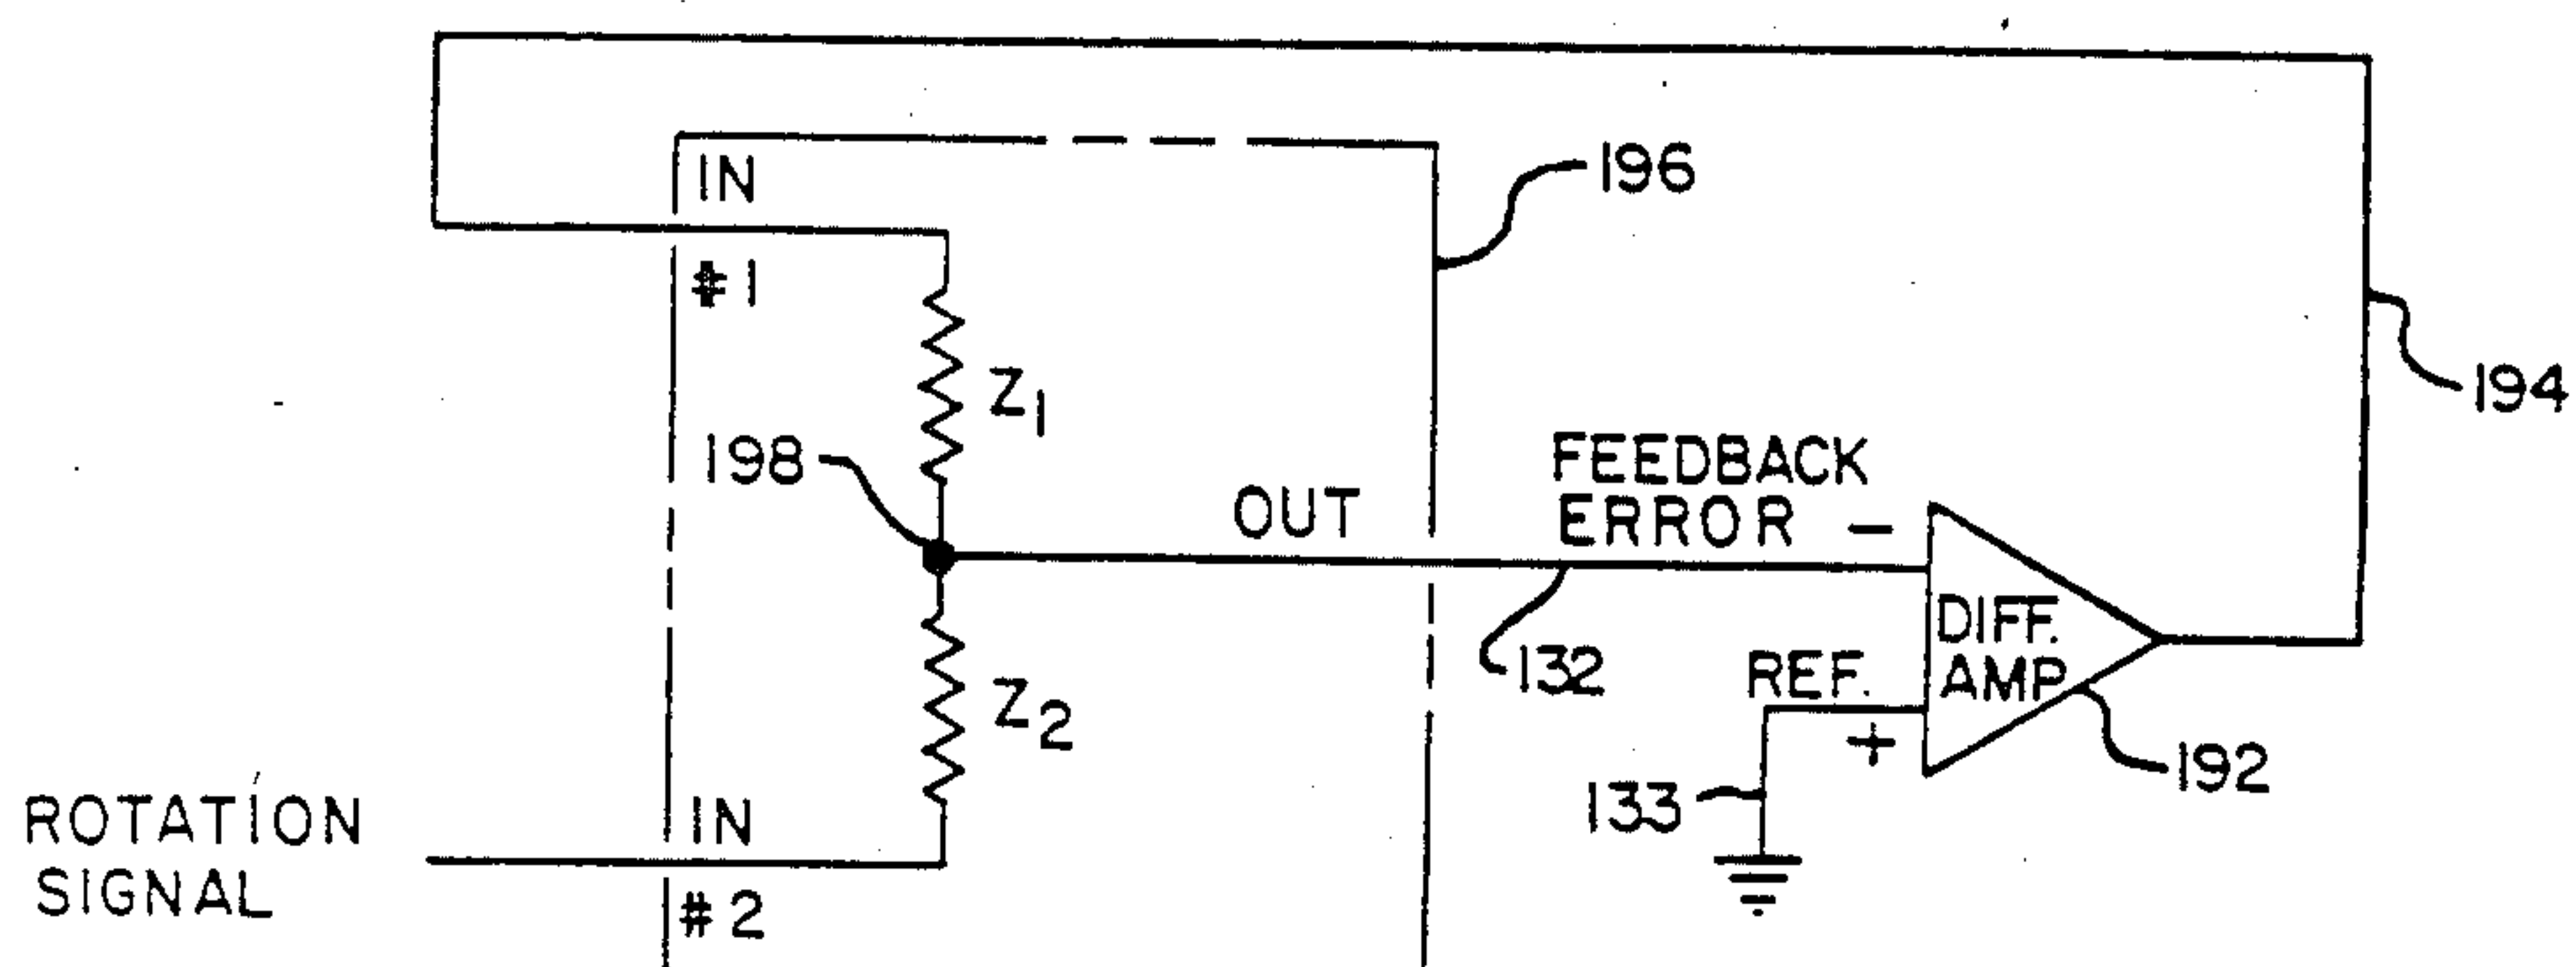 IN
#1
196
Z1
194
198
FEEDBACK
ERROR
OUT
−
DIFF.
AMP
132
REF.
+
192
133
Z2
ROTATION
SIGNAL
IN
#2